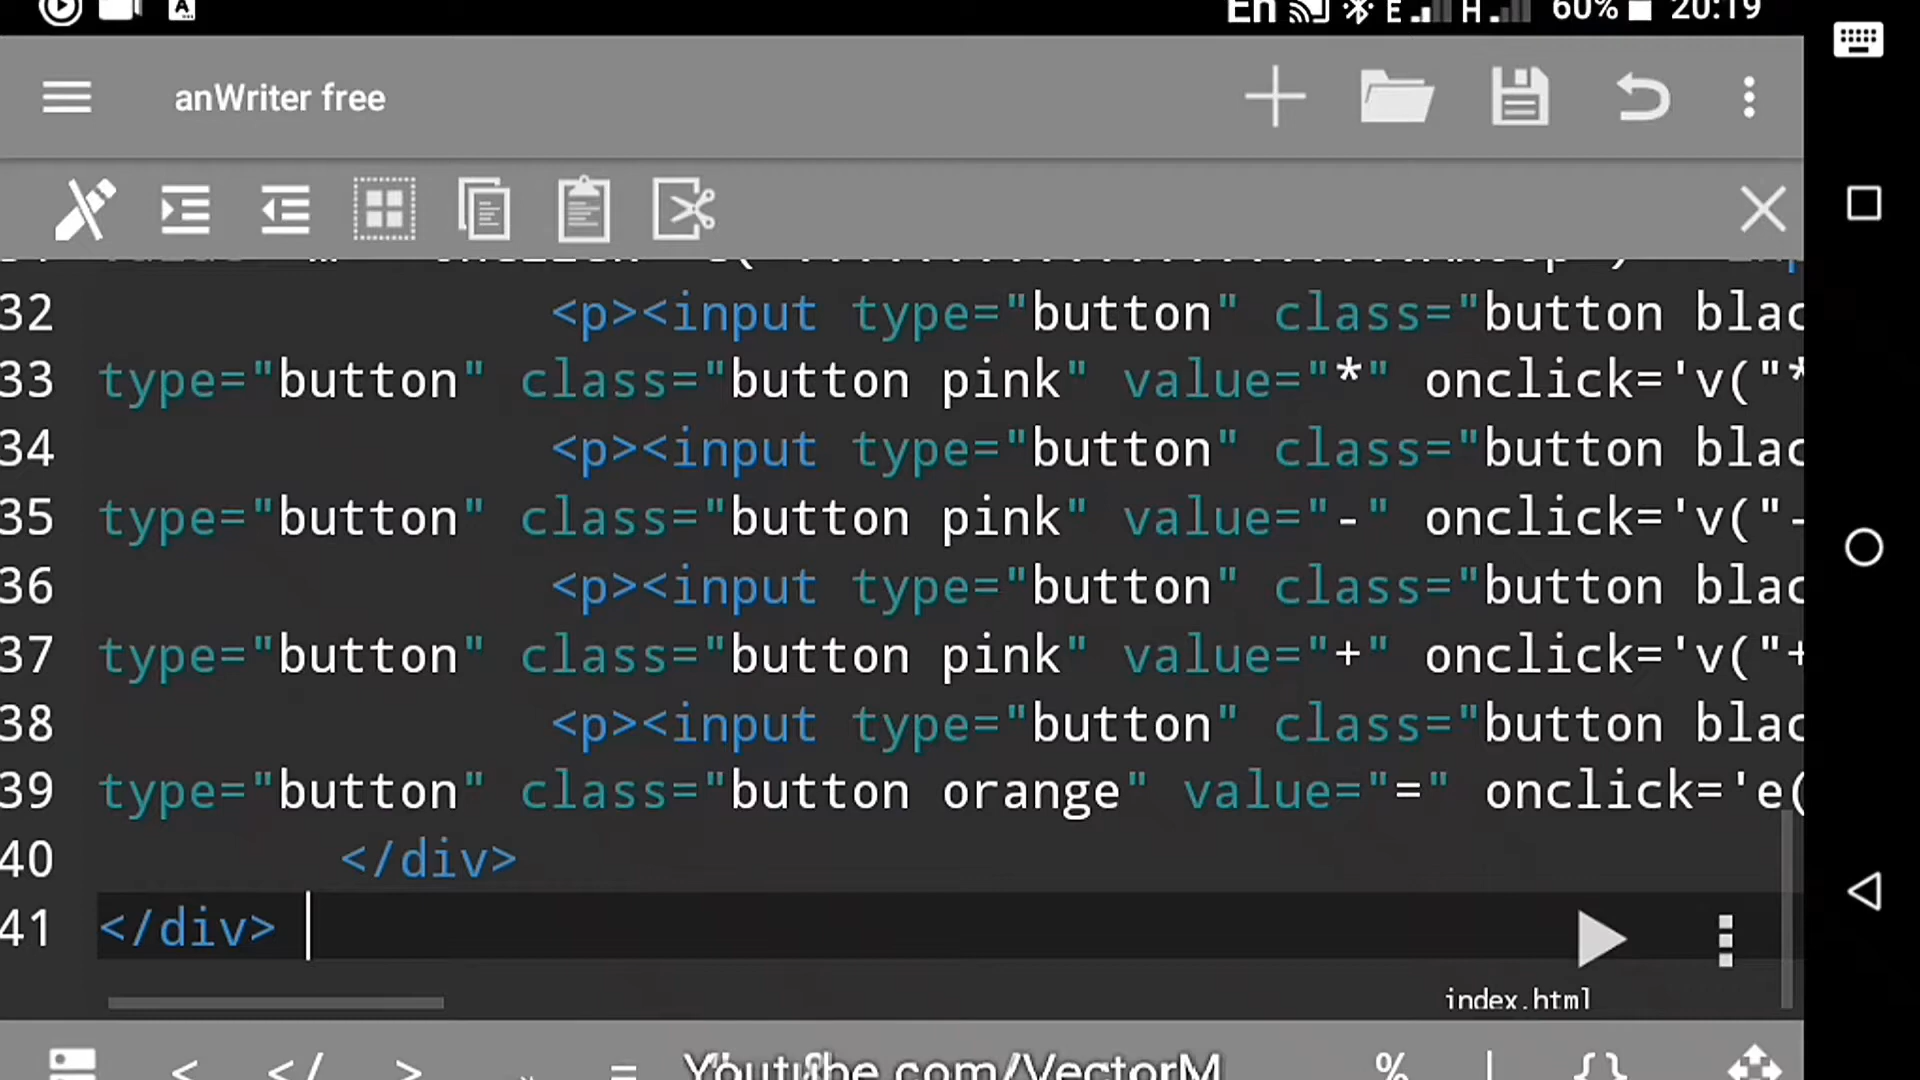 En E H 60% 20:19
anWriter free
32 <p><input type="button" class="button blac
33 type="button" class="button pink" value="*" onclick='v("*
34 <p><input type="button" class="button blac
35 type="button" class="button pink" value="-" onclick='v("-
36 <p><input type="button" class="button blac
37 type="button" class="button pink" value="+" onclick='v("+
38 <p><input type="button" class="button blac
39 type="button" class="button orange" value="=" onclick='e(
40 </div>
41 </div>
index.html
< </ > = % | {}
Youtube.com/VectorM